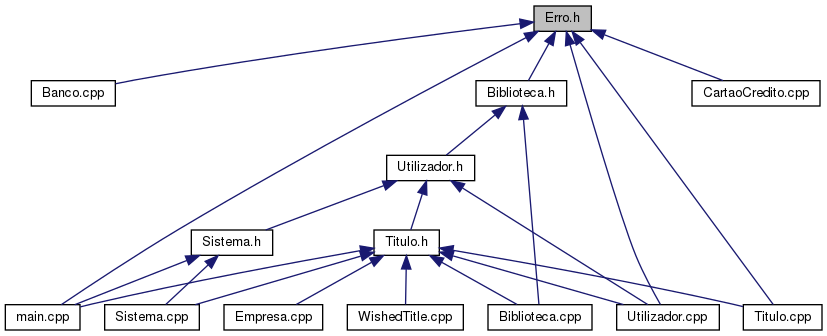 Erro.h
Banco.cpp
Biblioteca.h
CartaoCredito.cpp
Utilizador.h
Sistema.h
Titulo.h
main.cpp
Sistema.cpp
Empresa.cpp
WishedTitle.cpp
Biblioteca.cpp
Utilizador.cpp
Titulo.cpp